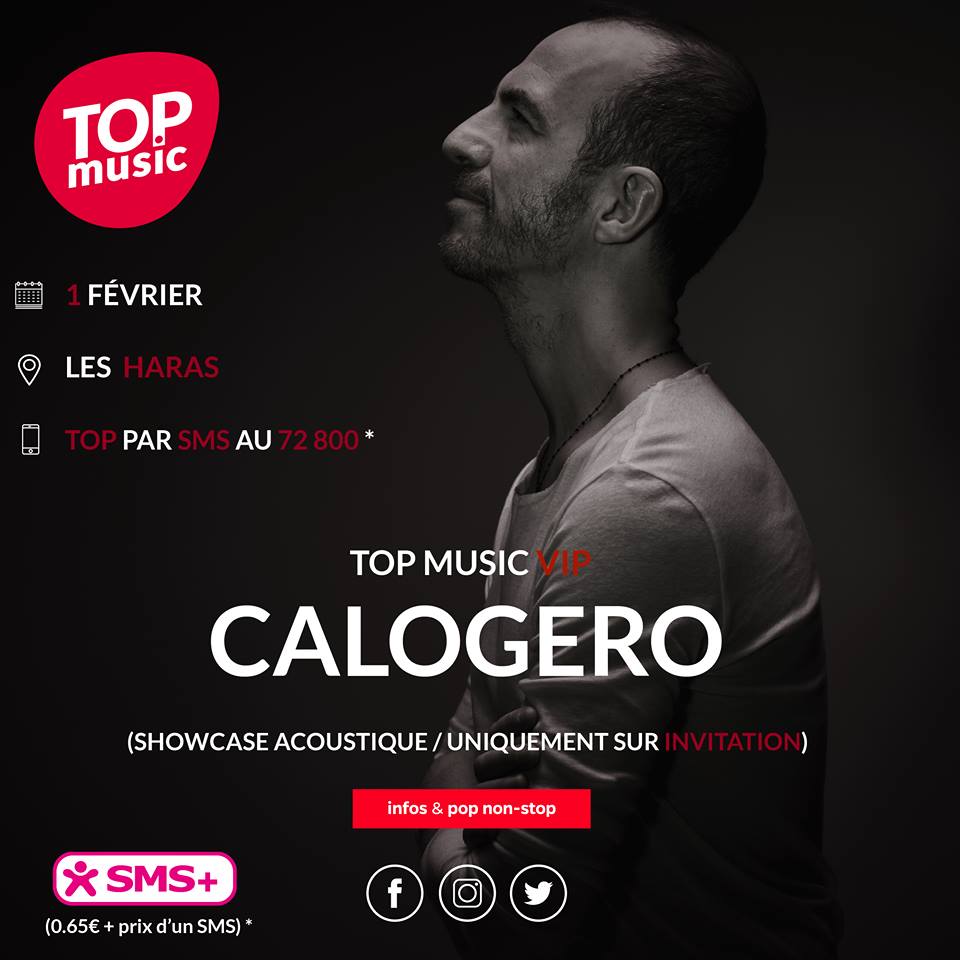 TOP
music
1 FÉVRIER
LES HARAS
TOP PAR SMS AU 72 800 *
TOP MUSIC VIP
CALOGERO
(SHOWCASE ACOUSTIQUE / UNIQUEMENT SUR INVITATION)
infos & pop non-stop
SMS+
(0.65€ + prix d'un SMS) *